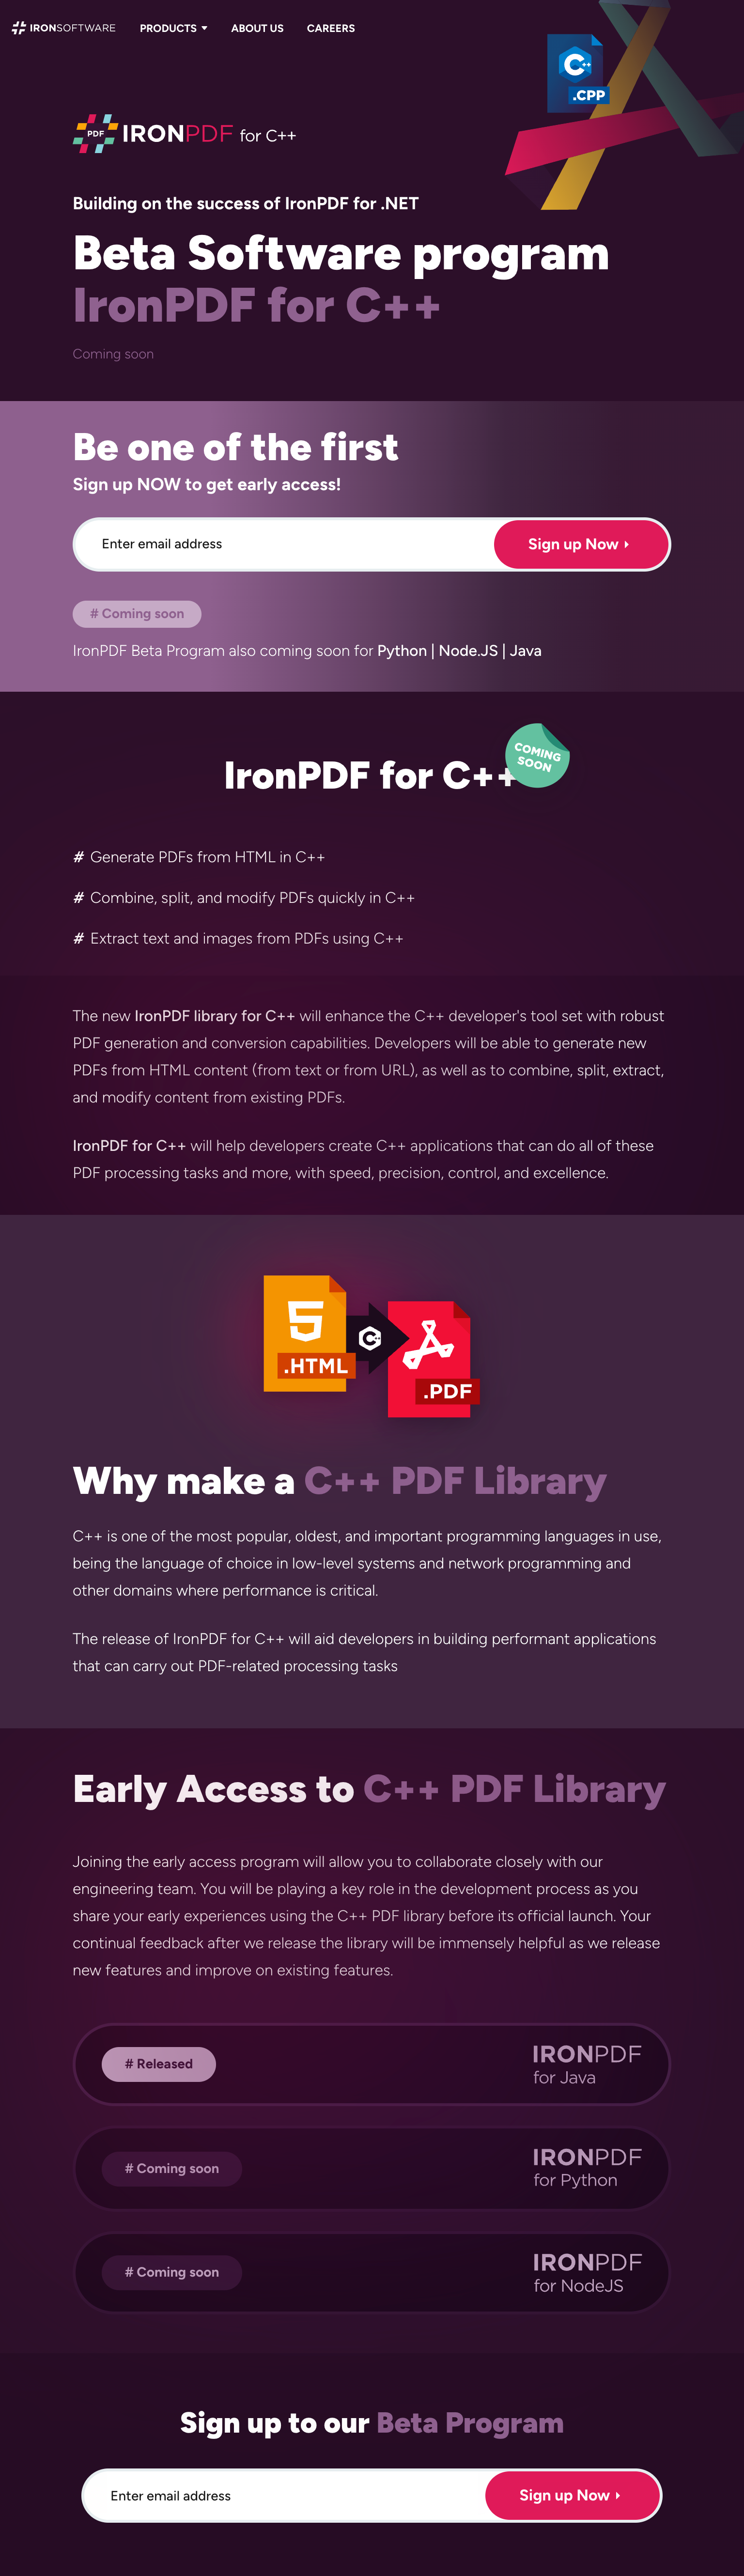 IRONSOFTWARE PRODUCTS ABOUT US CAREERS
C++
.CPP
PDF IRONPDF for C++
Building on the success of IronPDF for .NET
Beta Software program
IronPDF for C++
Coming soon
Be one of the first
Sign up NOW to get early access!
Enter email address Sign up Now
# Coming soon
IronPDF Beta Program also coming soon for Python | Node.JS | Java
COMING
SOON
IronPDF for C++
# Generate PDFs from HTML in C++
# Combine, split, and modify PDFs quickly in C++
# Extract text and images from PDFs using C++
The new IronPDF library for C++ will enhance the C++ developer's tool set with robust
PDF generation and conversion capabilities. Developers will be able to generate new
PDFs from HTML content (from text or from URL), as well as to combine, split, extract,
and modify content from existing PDFs.
IronPDF for C++ will help developers create C++ applications that can do all of these
PDF processing tasks and more, with speed, precision, control, and excellence.
5 C++
.HTML
.PDF
Why make a C++ PDF Library
C++ is one of the most popular, oldest, and important programming languages in use,
being the language of choice in low-level systems and network programming and
other domains where performance is critical.
The release of IronPDF for C++ will aid developers in building performant applications
that can carry out PDF-related processing tasks
Early Access to C++ PDF Library
Joining the early access program will allow you to collaborate closely with our
engineering team. You will be playing a key role in the development process as you
share your early experiences using the C++ PDF library before its official launch. Your
continual feedback after we release the library will be immensely helpful as we release
new features and improve on existing features.
# Released
IRONPDF
for Java
# Coming soon
IRONPDF
for Python
# Coming soon
IRONPDF
for NodeJS
Sign up to our Beta Program
Enter email address Sign up Now